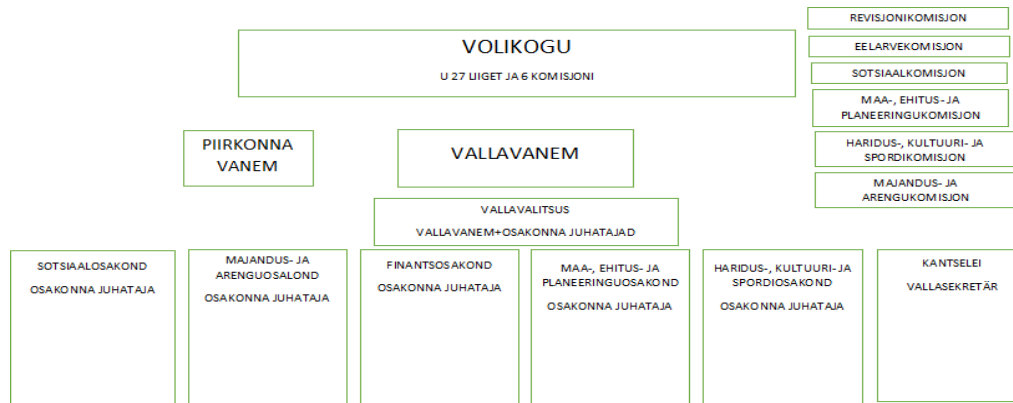 VOLIKOGU
U 27 LIIGET JA 6 KOMISJONI
REVISJONIKOMISJON
EELARVEKOMISJON
SOTSIAALKOMISJON
MAA-, EHITUS- JA
PLANEERINGUKOMISJON
HARIDUS-, KULTUURI- JA
SPORDIKOMISJON
MAJANDUS- JA
ARENGUKOMISJON
PIIRKONNA
VANEM
VALLAVANEM
VALLAVALITSUS
VALLAVANEM+OSAKONNA JUHATAJAD
SOTSIAALOSAKOND
OSAKONNA JUHATAJA
MAJANDUS- JA
ARENGUOSALOND
OSAKONNA JUHATAJA
FINANTSOSAKOND
OSAKONNA JUHATAJA
MAA-, EHITUS- JA
PLANEERINGUOSAKOND
OSAKONNA JUHATAJA
HARIDUS-, KULTUURI- JA
SPORDIOSAKOND
OSAKONNA JUHATAJA
KANTSELEI
VALLASEKRETÄR